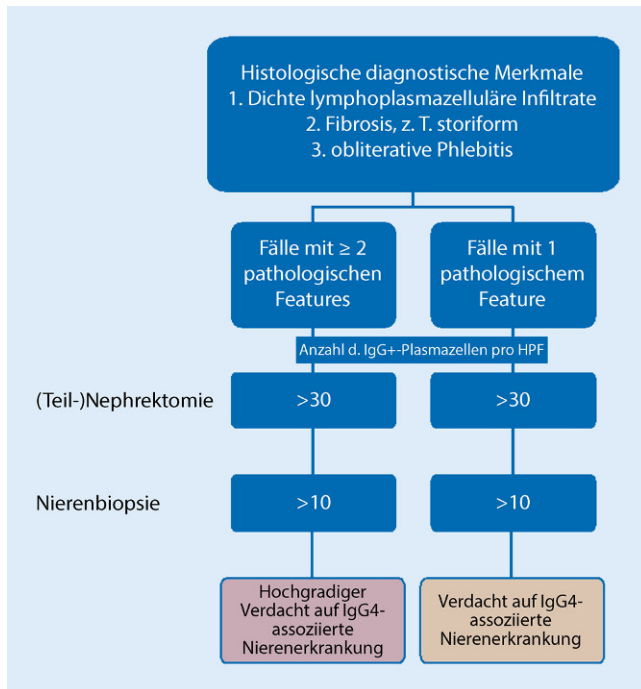 Histologische diagnostische Merkmale
1. Dichte lymphoplasmazelluläre Infiltrate
2. Fibrosis, z. T. storiform
3. obliterative Phlebitis
Fälle mit ≥ 2
pathologischen
Features
Fälle mit 1
pathologischem
Feature
Anzahl d. IgG+-Plasmazellen pro HPF
(Teil-)Nephrektomie
>30
>30
Nierenbiopsie
>10
>10
Hochgradiger
Verdacht auf IgG4-
assoziierte
Nierenerkrankung
Verdacht auf IgG4-
assoziierte
Nierenerkrankung